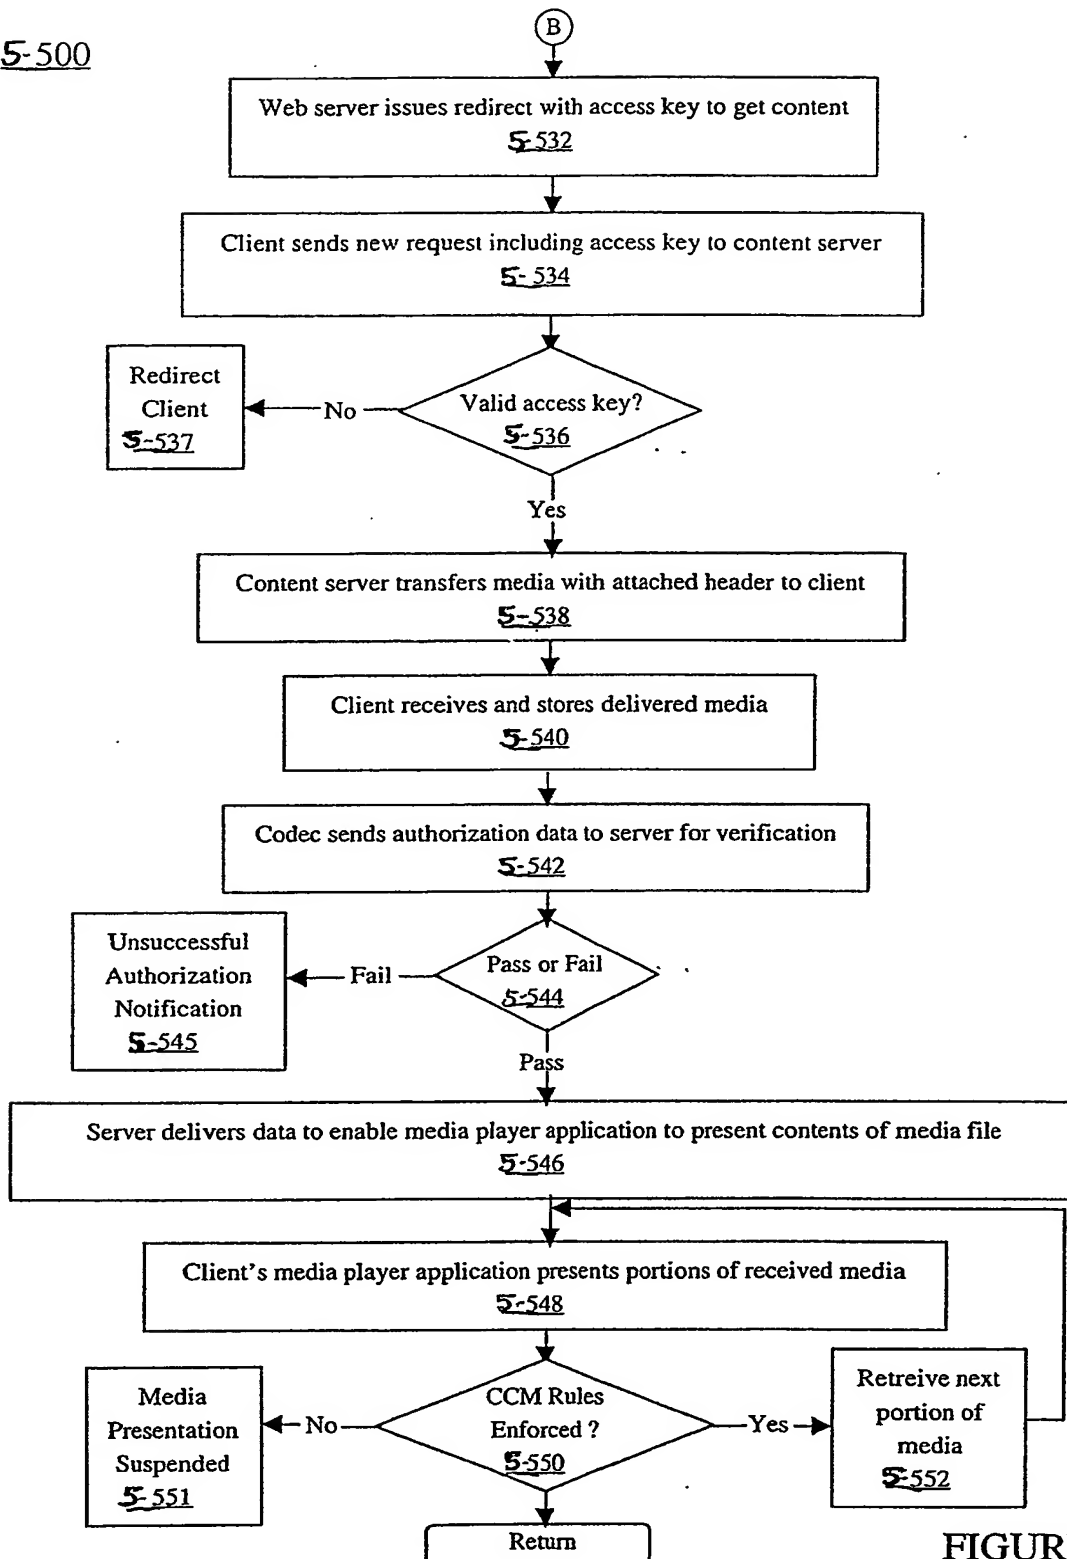 5-500
B
Web server issues redirect with access key to get content
5-532
Client sends new request including access key to content server
5-534
Redirect
Client
5-537
No
Valid access key?
5-536
Yes
Content server transfers media with attached header to client
5-538
Client receives and stores delivered media
5-540
Codec sends authorization data to server for verification
5-542
Unsuccessful
Authorization
Notification
5-545
Fail
Pass or Fail
5-544
Pass
Server delivers data to enable media player application to present contents of media file
5-546
Client's media player application presents portions of received media
5-548
Media
Presentation
Suspended
5-551
No
CCM Rules
Enforced ?
5-550
Yes
Retreive next
portion of
media
5-552
Return